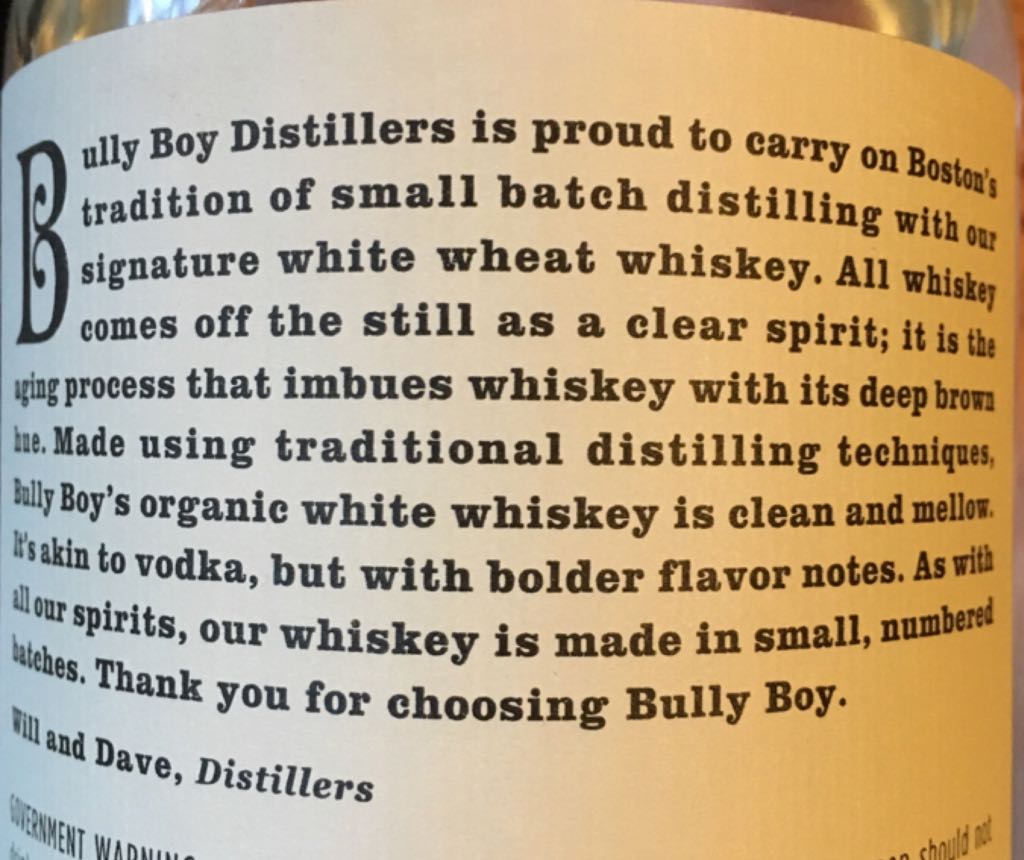 Bully Boy Distillers is proud to carry on Boston's
tradition of small batch distilling with our
signature white wheat whiskey. All whiskey
comes off the still as a clear spirit; it is the
aging process that imbues whiskey with its deep brown
hue. Made using traditional distilling techniques,
Bully Boy's organic white whiskey is clean and mellow.
It's akin to vodka, but with bolder flavor notes. As with
all our spirits, our whiskey is made in small, numbered
batches. Thank you for choosing Bully Boy.
Will and Dave, Distillers
GOVERNMENT WARNING should not